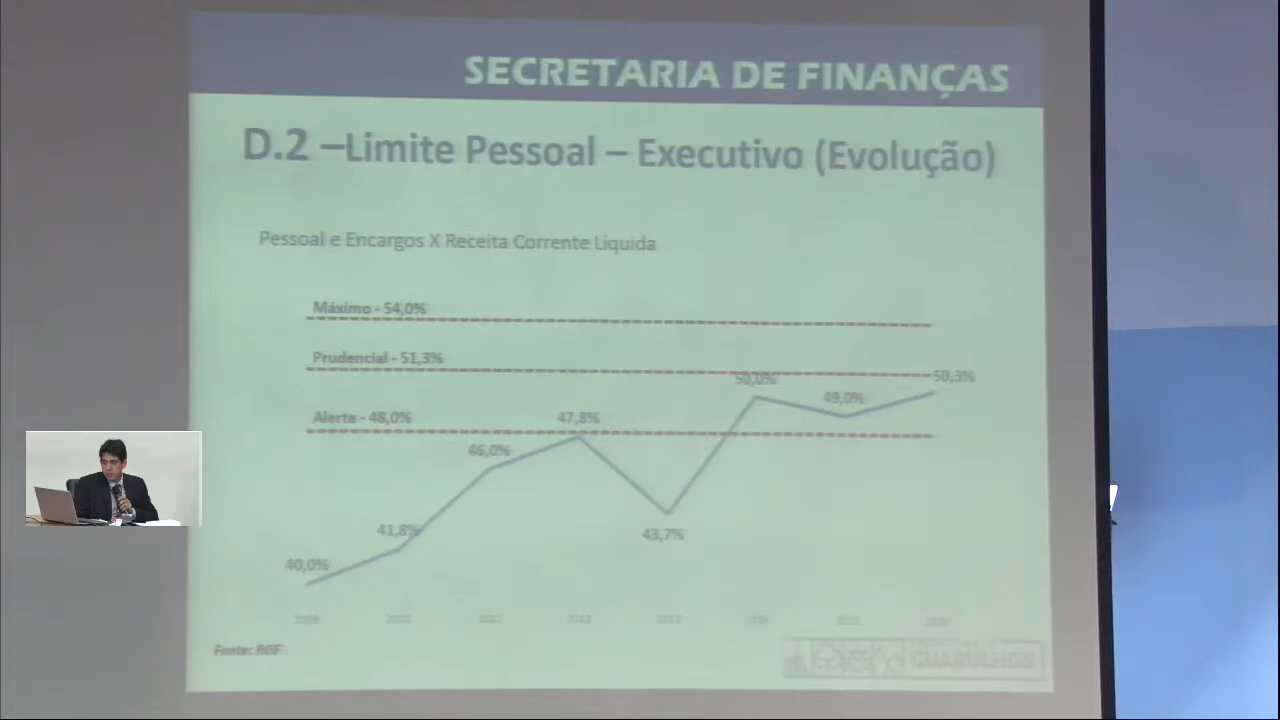 SECRETARIA DE FINANÇAS
D.2 –Limite Pessoal – Executivo (Evolução)
Pessoal e Encargos X Receita Corrente Líquida
Máximo - 54,0%
Prudencial - 51,3%
50,0%
50,3%
49,0%
Alerta - 48,0%
47,8%
46,0%
41,8%
43,7%
40,0%
2009
Fonte: RGF
GUARULHOS